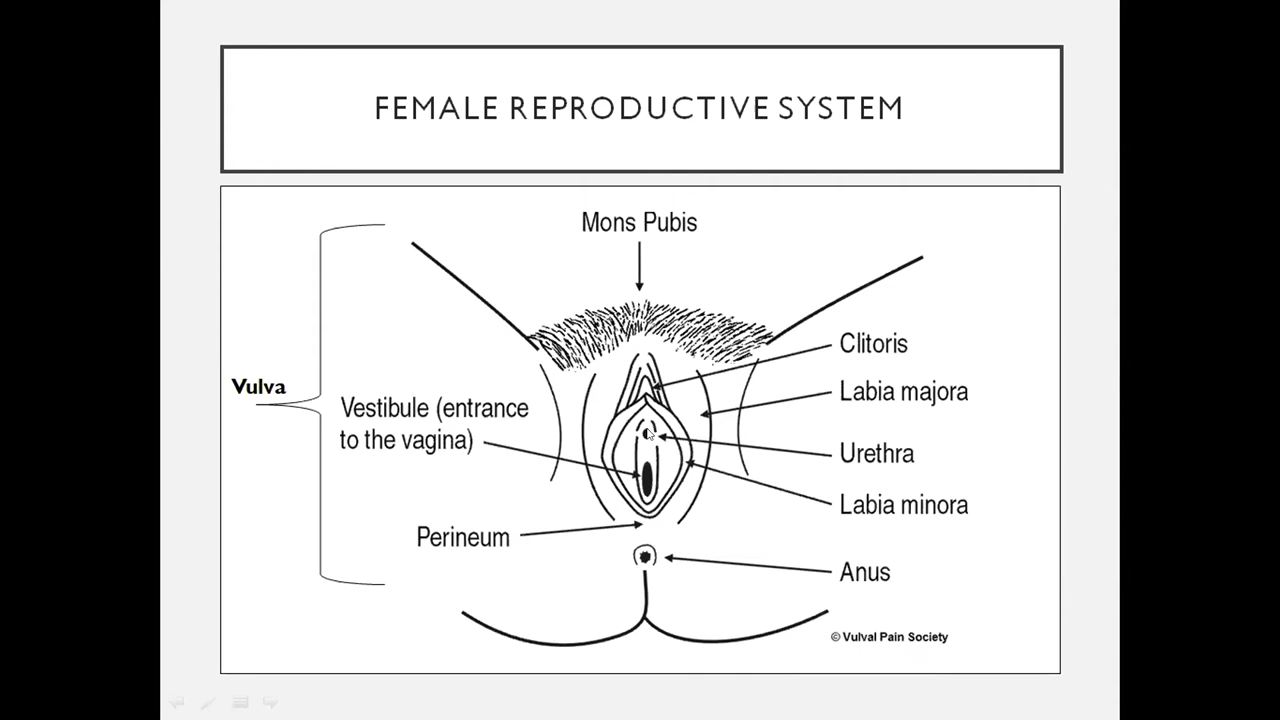 FEMALE REPRODUCTIVE SYSTEM
Mons Pubis
Clitoris
Vulva
Labia majora
Vestibule (entrance
to the vagina)
Urethra
Labia minora
Perineum
Anus
© Vulval Pain Society